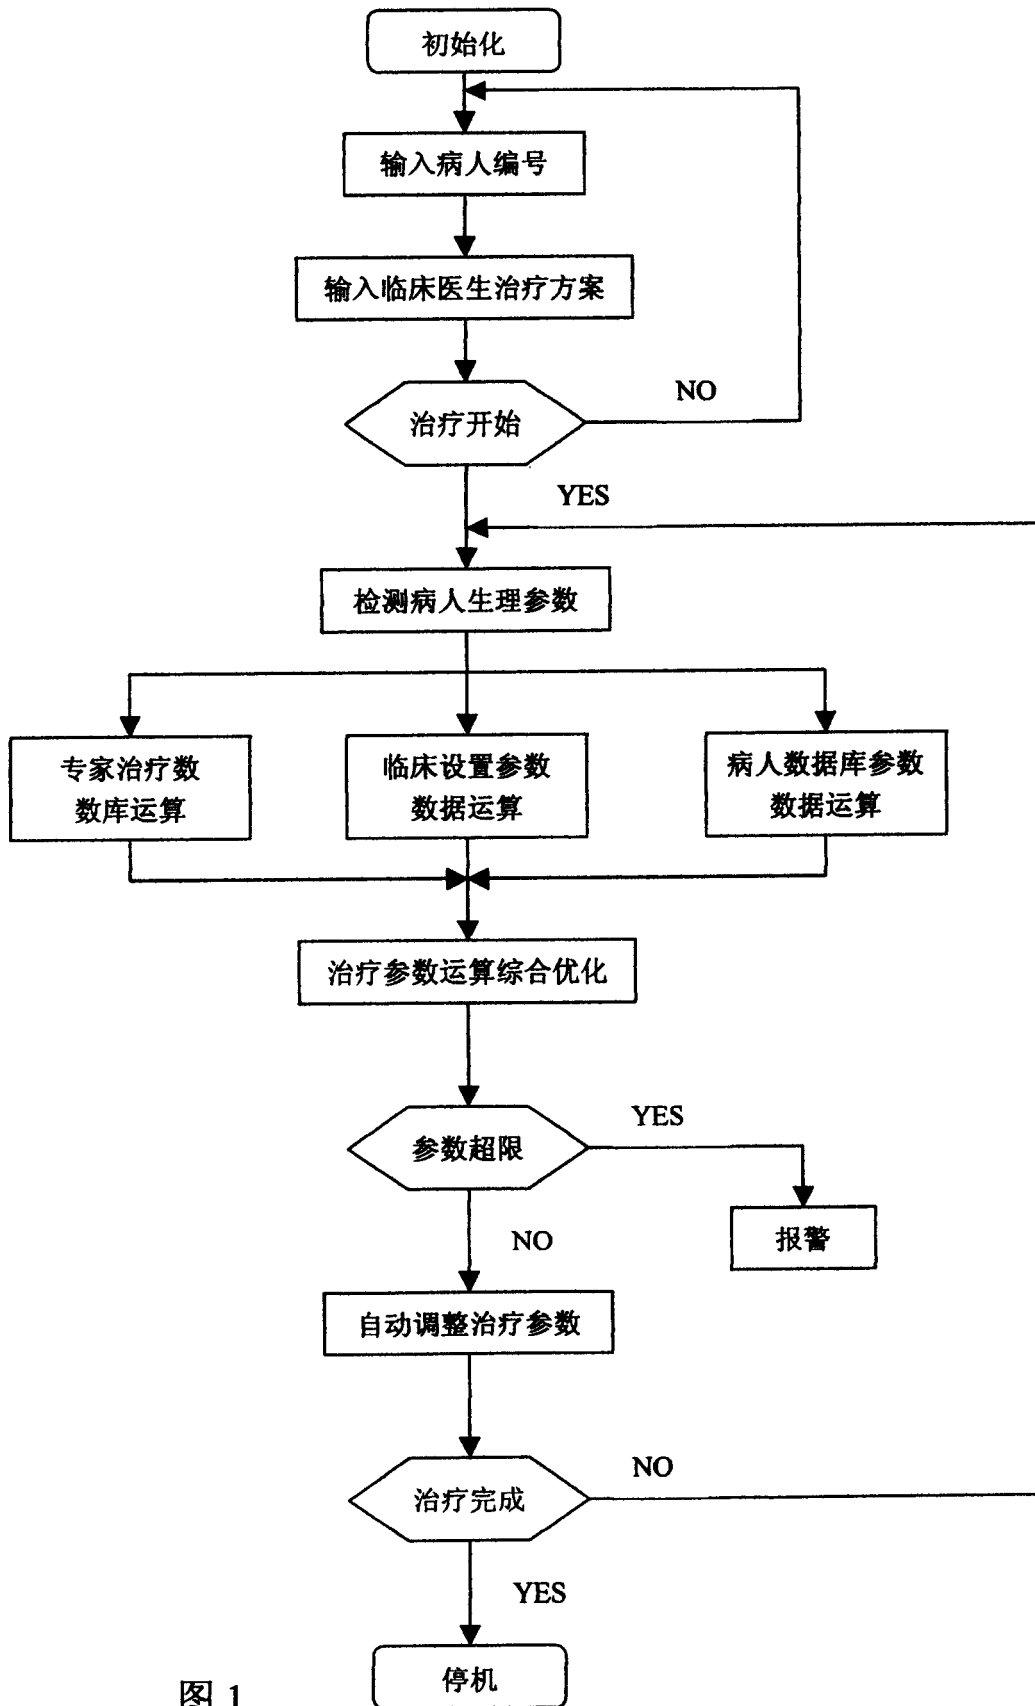 初始化
输入病人编号
输入临床医生治疗方案
NO
治疗开始
YES
检测病人生理参数
专家治疗数
数库运算
临床设置参数
数据运算
病人数据库参数
数据运算
治疗参数运算综合优化
YES
参数超限
报警
NO
自动调整治疗参数
NO
治疗完成
YES
停机
图 1